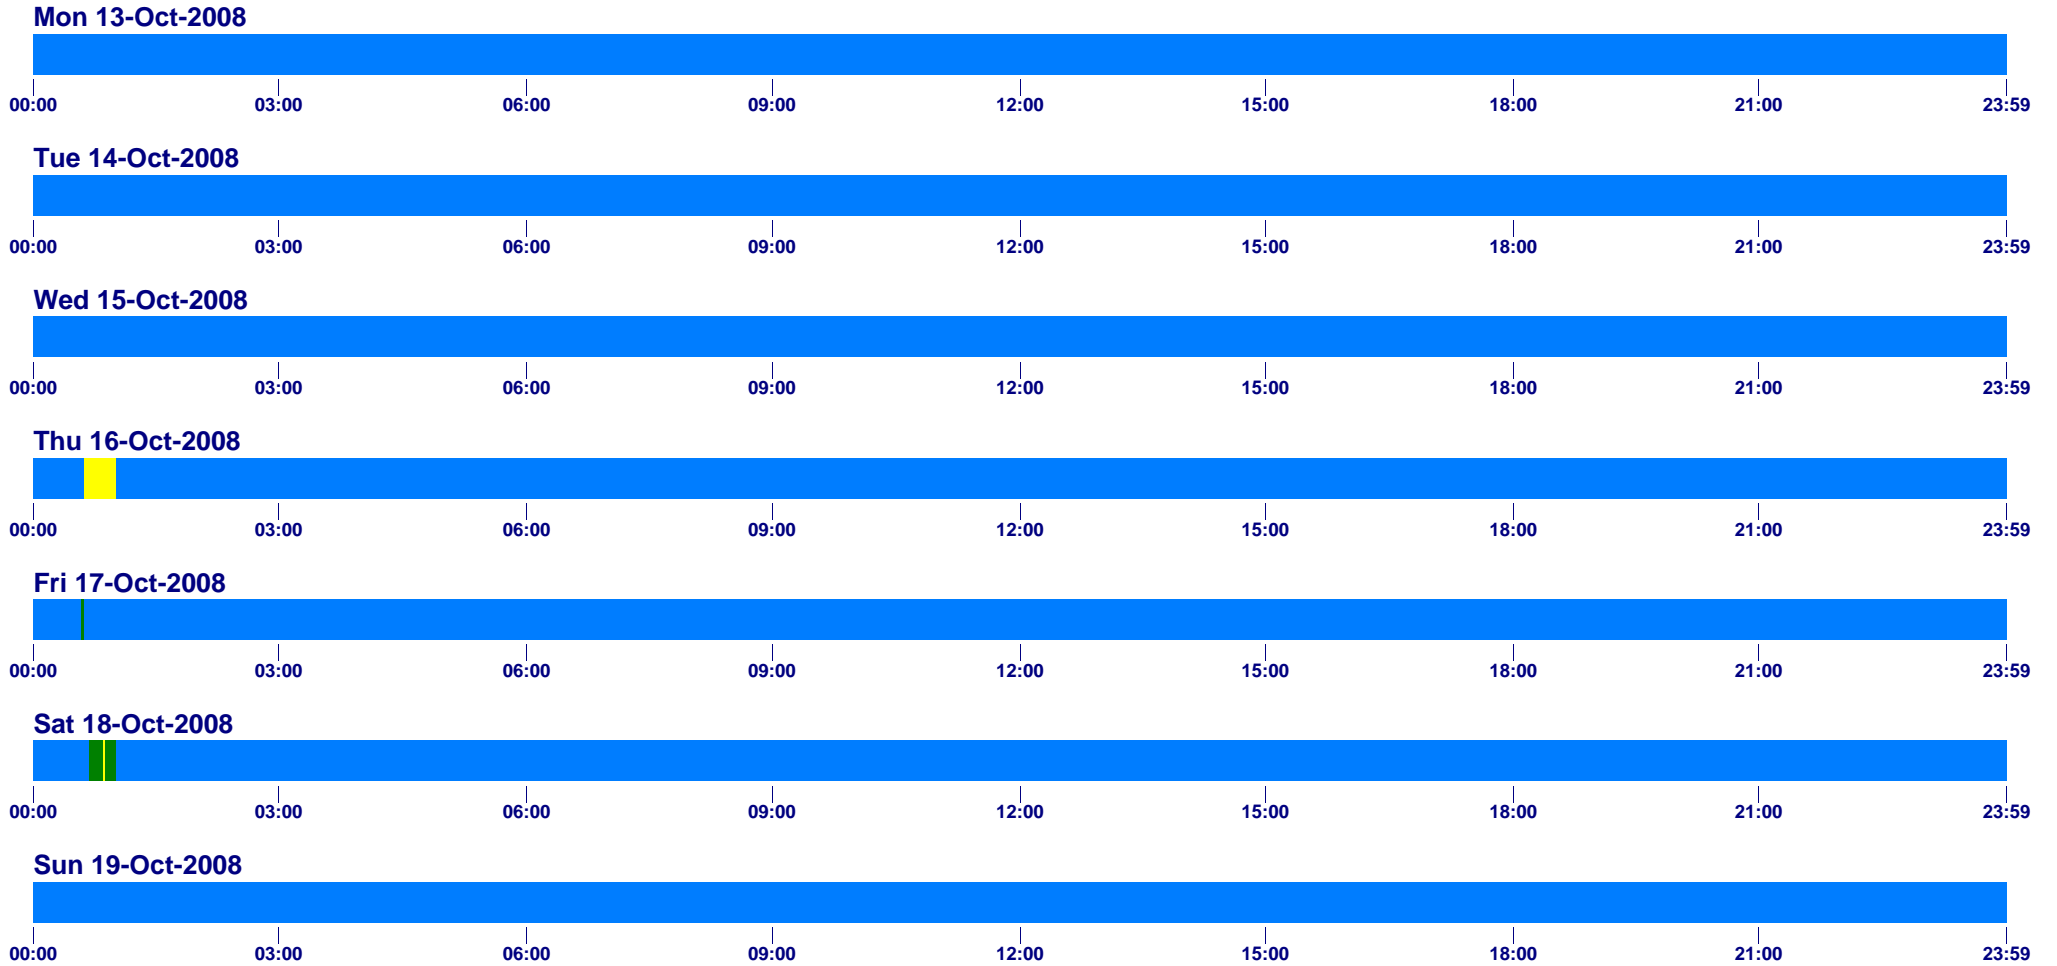 Mon 13-Oct-2008
00:00 03:00 06:00 09:00 12:00 15:00 18:00 21:00 23:59
Tue 14-Oct-2008
00:00 03:00 06:00 09:00 12:00 15:00 18:00 21:00 23:59
Wed 15-Oct-2008
00:00 03:00 06:00 09:00 12:00 15:00 18:00 21:00 23:59
Thu 16-Oct-2008
00:00 03:00 06:00 09:00 12:00 15:00 18:00 21:00 23:59
Fri 17-Oct-2008
00:00 03:00 06:00 09:00 12:00 15:00 18:00 21:00 23:59
Sat 18-Oct-2008
00:00 03:00 06:00 09:00 12:00 15:00 18:00 21:00 23:59
Sun 19-Oct-2008
00:00 03:00 06:00 09:00 12:00 15:00 18:00 21:00 23:59